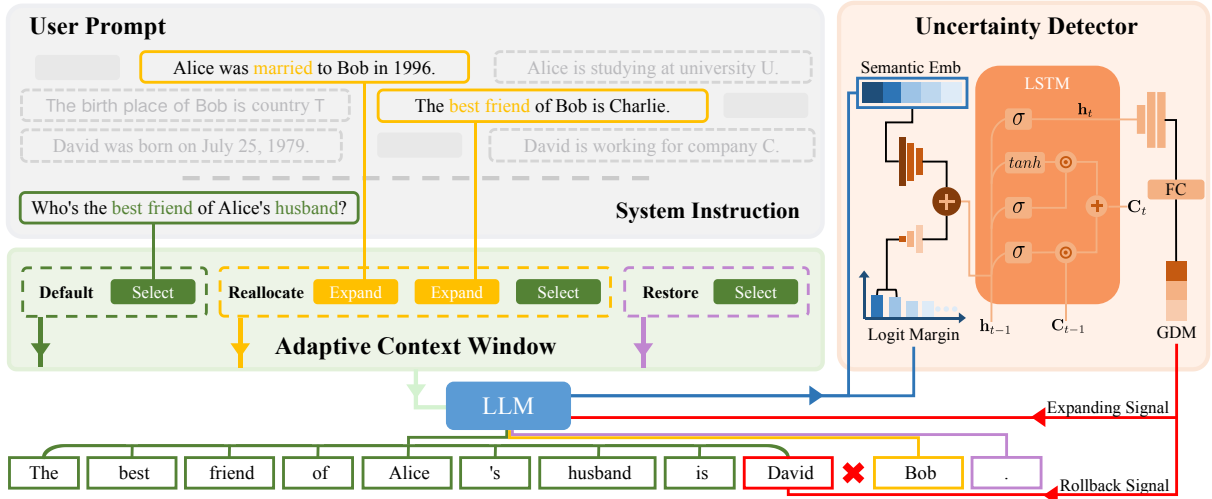 User Prompt
Alice was married to Bob in 1996.
Alice is studying at university U.
The birth place of Bob is country T
The best friend of Bob is Charlie.
David was born on July 25, 1979.
David is working for company C.
Who's the best friend of Alice's husband?
System Instruction
Default
Select
Reallocate
Expand
Expand
Select
Restore
Select
Adaptive Context Window
Uncertainty Detector
Semantic Emb
LSTM
σ
h_t
tanh
FC
σ
C_t
σ
Logit Margin
h_{t−1}
C_{t−1}
GDM
LLM
Expanding Signal
The best friend of Alice 's husband is David Bob .
Rollback Signal